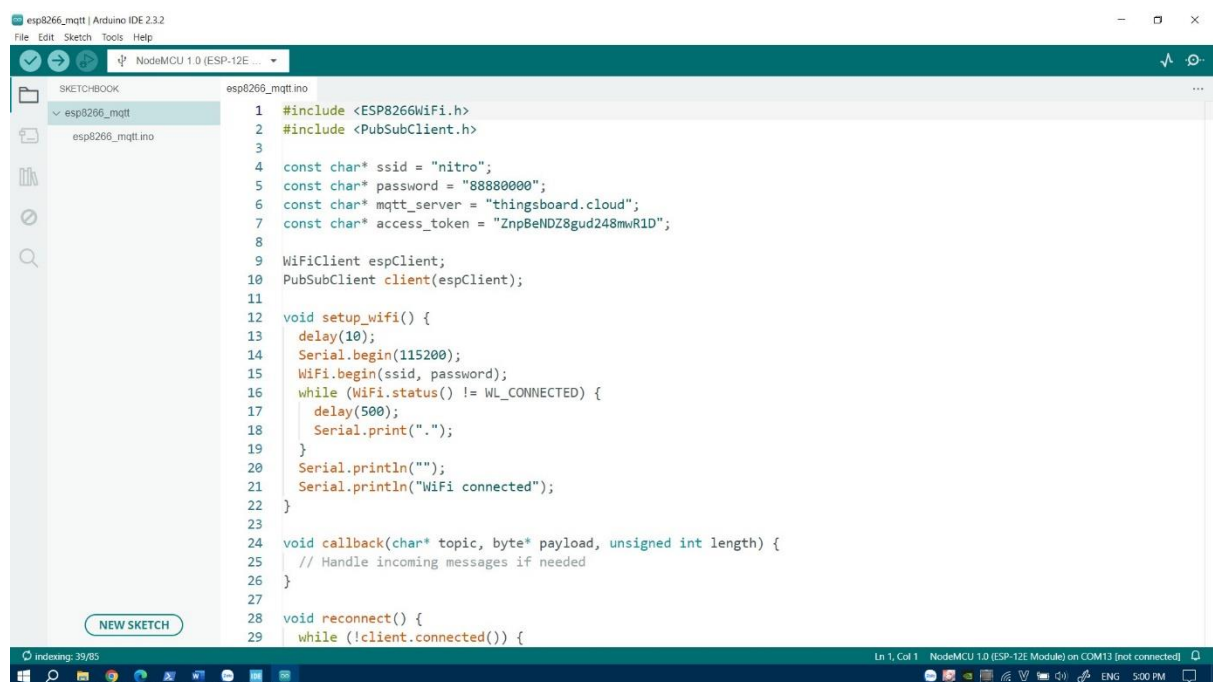 esp8266_mqtt | Arduino IDE 2.3.2
File Edit Sketch Tools Help
NodeMCU 1.0 (ESP-12E ...
SKETCHBOOK
esp8266_mqtt
esp8266_mqtt.ino
NEW SKETCH
esp8266_mqtt.ino
1 #include <ESP8266WiFi.h>
2 #include <PubSubClient.h>
3
4 const char* ssid = "nitro";
5 const char* password = "88880000";
6 const char* mqtt_server = "thingsboard.cloud";
7 const char* access_token = "ZnpBeNDZ8gud248mwR1D";
8
9 WiFiClient espClient;
10 PubSubClient client(espClient);
11
12 void setup_wifi() {
13 delay(10);
14 Serial.begin(115200);
15 WiFi.begin(ssid, password);
16 while (WiFi.status() != WL_CONNECTED) {
17 delay(500);
18 Serial.print(".");
19 }
20 Serial.println("");
21 Serial.println("WiFi connected");
22 }
23
24 void callback(char* topic, byte* payload, unsigned int length) {
25 // Handle incoming messages if needed
26 }
27
28 void reconnect() {
29 while (!client.connected()) {
indexing: 39/85
Ln 1, Col 1 NodeMCU 1.0 (ESP-12E Module) on COM13 [not connected]
ENG 5:00 PM